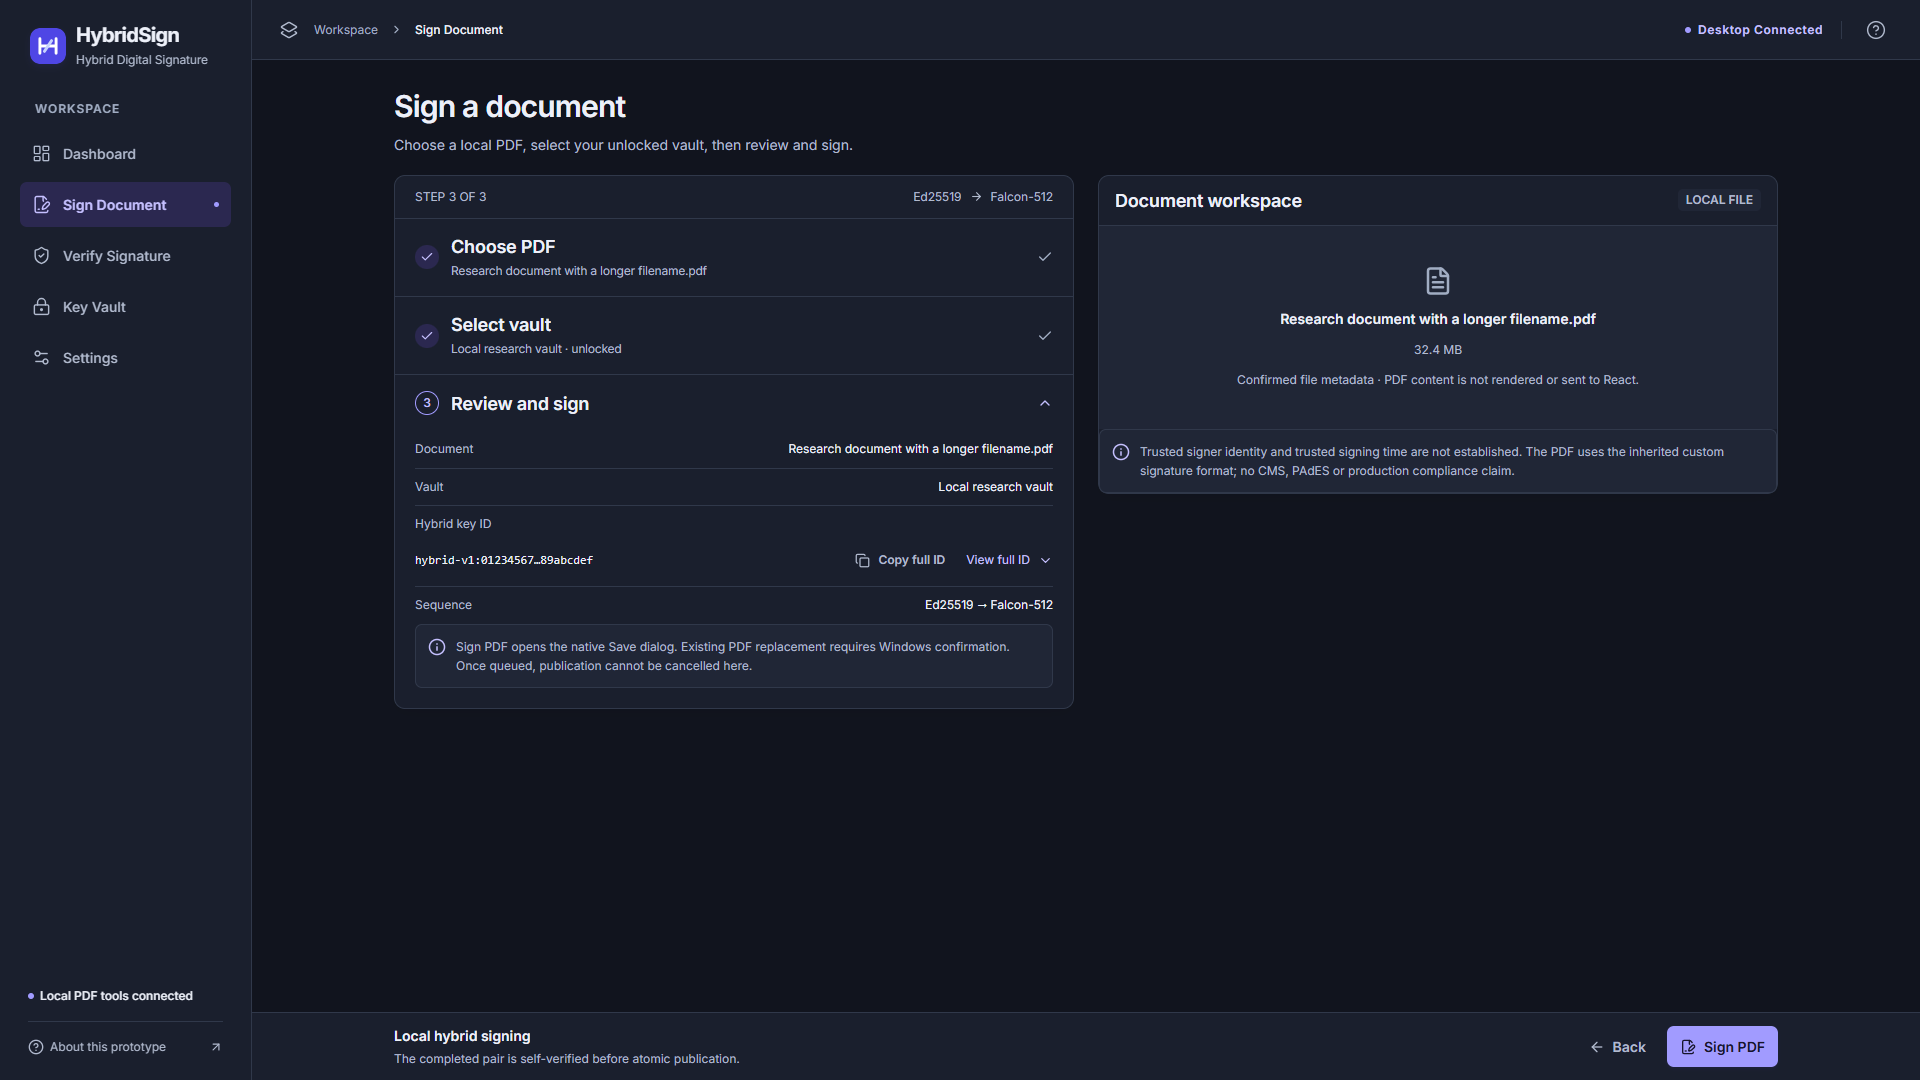 HybridSign
Hybrid Digital Signature
WORKSPACE
Dashboard
Sign Document
Verify Signature
Key Vault
Settings
Local PDF tools connected
About this prototype
Workspace
Sign Document
Desktop Connected
Sign a document
Choose a local PDF, select your unlocked vault, then review and sign.
STEP 3 OF 3
Ed25519 → Falcon-512
Choose PDF
Research document with a longer filename.pdf
Select vault
Local research vault · unlocked
3 Review and sign
Document Research document with a longer filename.pdf
Vault Local research vault
Hybrid key ID
hybrid-v1:01234567…89abcdef Copy full ID View full ID
Sequence Ed25519 → Falcon-512
Sign PDF opens the native Save dialog. Existing PDF replacement requires Windows confirmation.
Once queued, publication cannot be cancelled here.
Document workspace LOCAL FILE
Research document with a longer filename.pdf
32.4 MB
Confirmed file metadata · PDF content is not rendered or sent to React.
Trusted signer identity and trusted signing time are not established. The PDF uses the inherited custom
signature format; no CMS, PAdES or production compliance claim.
Local hybrid signing
The completed pair is self-verified before atomic publication.
Back
Sign PDF